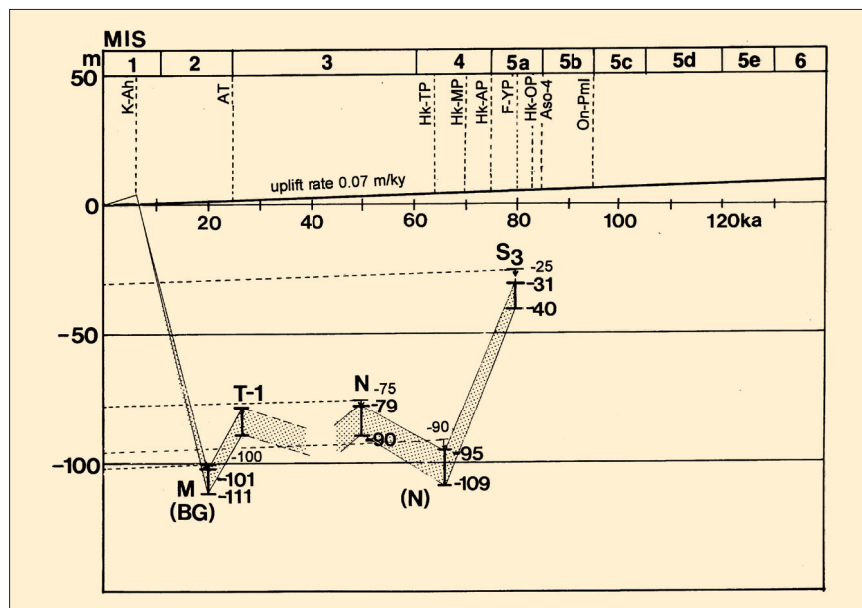 MIS
m
1 2 3 4 5a 5b 5c 5d 5e 6
50
K-Ah
AT
Hk-TP
Hk-MP
Hk-AP
F-YP
Hk-OP
Aso-4
On-PmI
uplift rate 0.07 m/ky
0
20 40 60 80 100 120ka
S3
-25
-31
-40
-50
T-1
N
-75
-79
-90
-90
-95
-100
-100
M
-101
-111
(BG)
(N)
-109